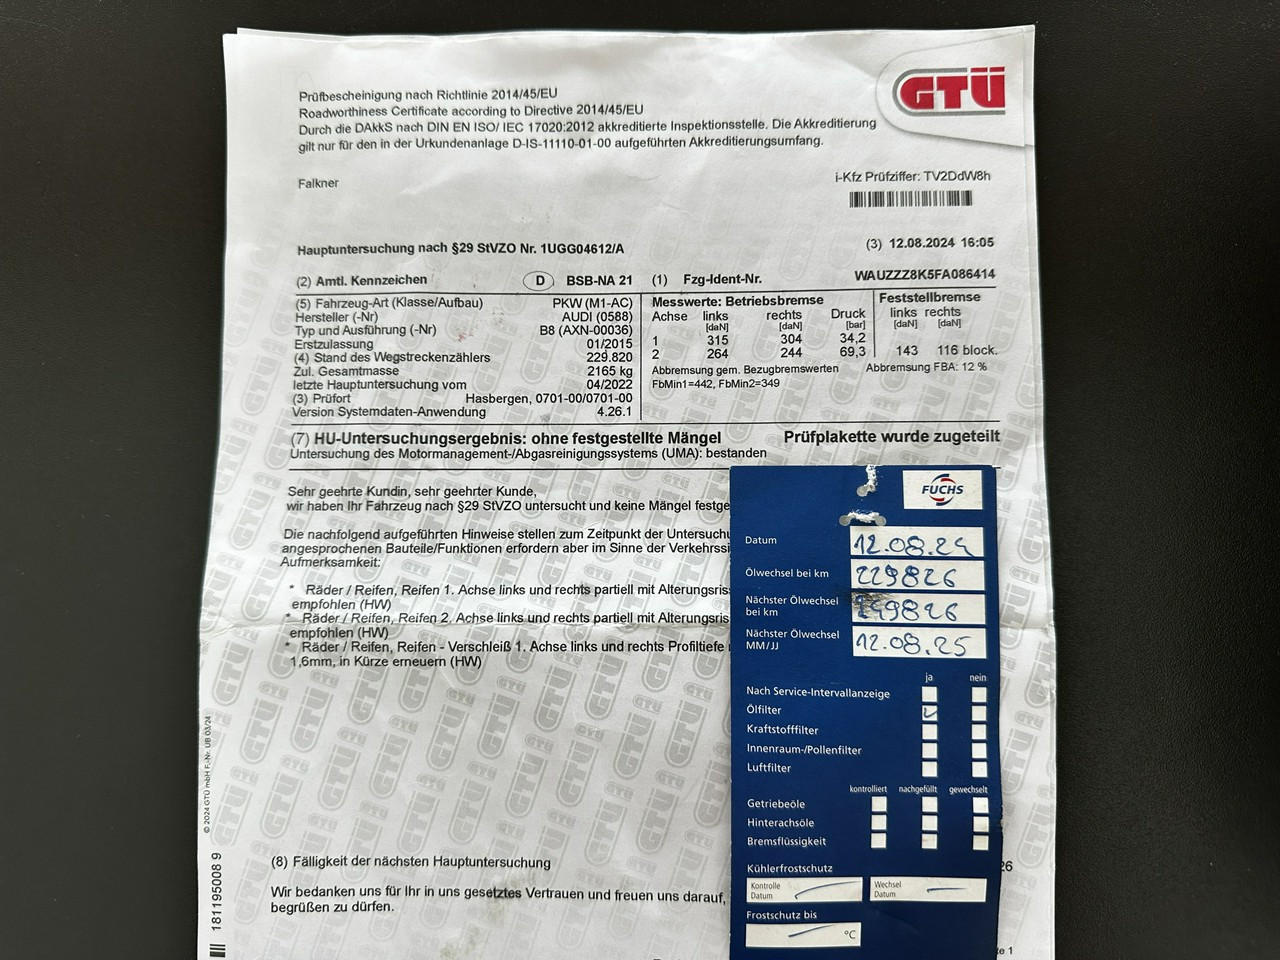 GTÜ
Prüfbescheinigung nach Richtlinie 2014/45/EU
Roadworthiness Certificate according to Directive 2014/45/EU
Durch die DAkkS nach DIN EN ISO/ IEC 17020:2012 akkreditierte Inspektionsstelle. Die Akkreditierung
gilt nur für den in der Urkundenanlage D-IS-11110-01-00 aufgeführten Akkreditierungsumfang.
Falkner
i-Kfz Prüfziffer: TV2DdW8h
Hauptuntersuchung nach §29 StVZO Nr. 1UGG04612/A
(3) 12.08.2024 16:05
(2) Amtl. Kennzeichen D BSB-NA 21 (1) Fzg-Ident-Nr. WAUZZZ8K5FA086414
(5) Fahrzeug-Art (Klasse/Aufbau) PKW (M1-AC)
Hersteller (-Nr) AUDI (0588)
Typ und Ausführung (-Nr) B8 (AXN-00036)
Erstzulassung 01/2015
(4) Stand des Wegstreckenzählers 229.820
Zul. Gesamtmasse 2165 kg
letzte Hauptuntersuchung vom 04/2022
(3) Prüfort Hasbergen, 0701-00/0701-00
Version Systemdaten-Anwendung 4.26.1
Messwerte: Betriebsbremse
Achse links rechts Druck
[daN] [daN] [bar]
1 315 304 34,2
2 264 244 69,3
Abbremsung gem. Bezugbremswerten
FbMin1=442, FbMin2=349
Feststellbremse
links rechts
[daN] [daN]
143 116 block.
Abbremsung FBA: 12 %
(7) HU-Untersuchungsergebnis: ohne festgestellte Mängel Prüfplakette wurde zugeteilt
Untersuchung des Motormanagement-/Abgasreinigungssystems (UMA): bestanden
Sehr geehrte Kundin, sehr geehrter Kunde,
wir haben Ihr Fahrzeug nach §29 StVZO untersucht und keine Mängel festge
Die nachfolgend aufgeführten Hinweise stellen zum Zeitpunkt der Untersuchu
angesprochenen Bauteile/Funktionen erfordern aber im Sinne der Verkehrssi
Aufmerksamkeit:
* Räder / Reifen, Reifen 1. Achse links und rechts partiell mit Alterungsris
empfohlen (HW)
* Räder / Reifen, Reifen 2. Achse links und rechts partiell mit Alterungsris
empfohlen (HW)
* Räder / Reifen, Reifen - Verschleiß 1. Achse links und rechts Profiltiefe
1,6mm, in Kürze erneuern (HW)
(8) Fälligkeit der nächsten Hauptuntersuchung
26
Wir bedanken uns für Ihr in uns gesetztes Vertrauen und freuen uns darauf,
begrüßen zu dürfen.
te 1
© 2024 GTÜ mbH F.-Nr. UB 03/24
181195008 9
FUCHS
Datum 12.08.24
Ölwechsel bei km 229826
Nächster Ölwechsel
bei km 249826
Nächster Ölwechsel
MM/JJ 12.08.25
ja nein
Nach Service-Intervallanzeige
Ölfilter
Kraftstofffilter
Innenraum-/Pollenfilter
Luftfilter
kontrolliert nachgefüllt gewechselt
Getriebeöle
Hinterachsöle
Bremsflüssigkeit
Kühlerfrostschutz
Kontrolle
Datum
Wechsel
Datum
Frostschutz bis
°C